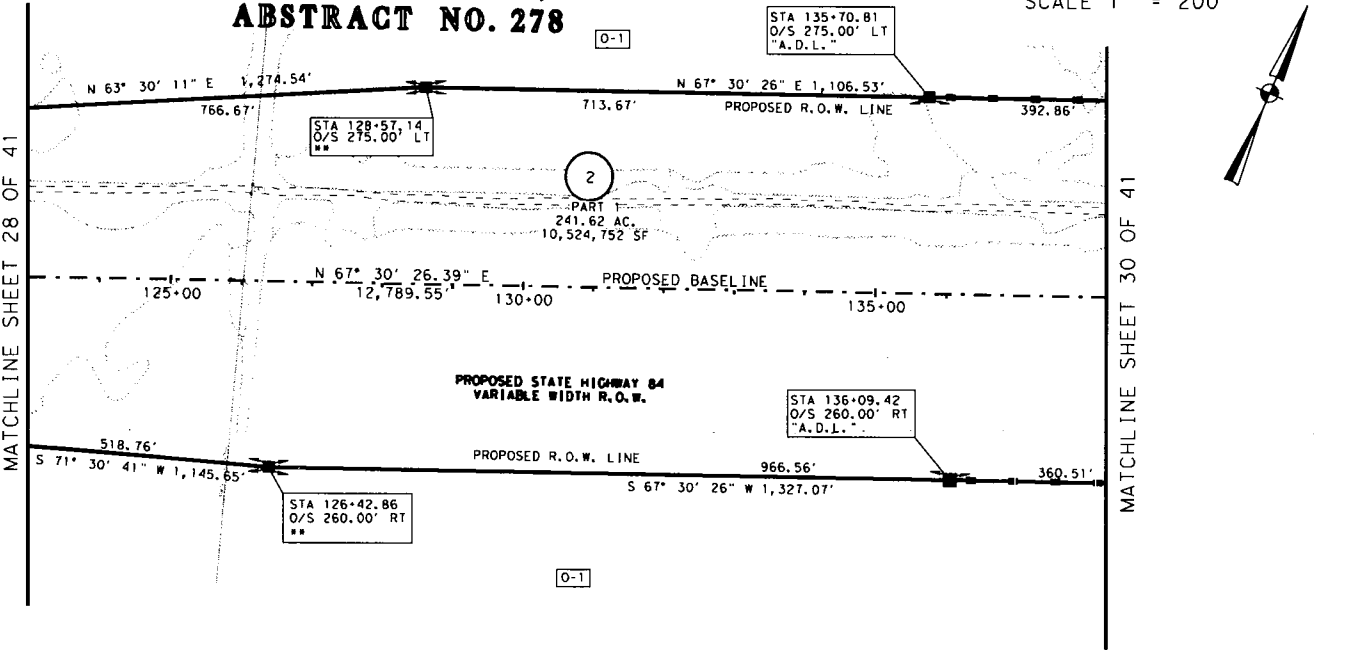 ABSTRACT NO. 278
SCALE 1" = 200'
O-1
STA 135+70.81
O/S 275.00' LT
"A.D.L."
N 63° 30' 11" E 1,274.54'
766.67'
N 67° 30' 26" E 1,106.53'
713.67'
PROPOSED R.O.W. LINE
392.86'
STA 128+57.14
O/S 275.00' LT
**
MATCHLINE SHEET 28 OF 41
MATCHLINE SHEET 30 OF 41
2
PART 1
241.62 AC.
10,524,752 SF
N 67° 30' 26.39" E
12,789.55'
PROPOSED BASELINE
125+00
130+00
135+00
PROPOSED STATE HIGHWAY 84
VARIABLE WIDTH R.O.W.
STA 136+09.42
O/S 260.00' RT
"A.D.L."
518.76'
S 71° 30' 41" W 1,145.65'
PROPOSED R.O.W. LINE
966.56'
S 67° 30' 26" W 1,327.07'
360.51'
STA 126+42.86
O/S 260.00' RT
**
O-1